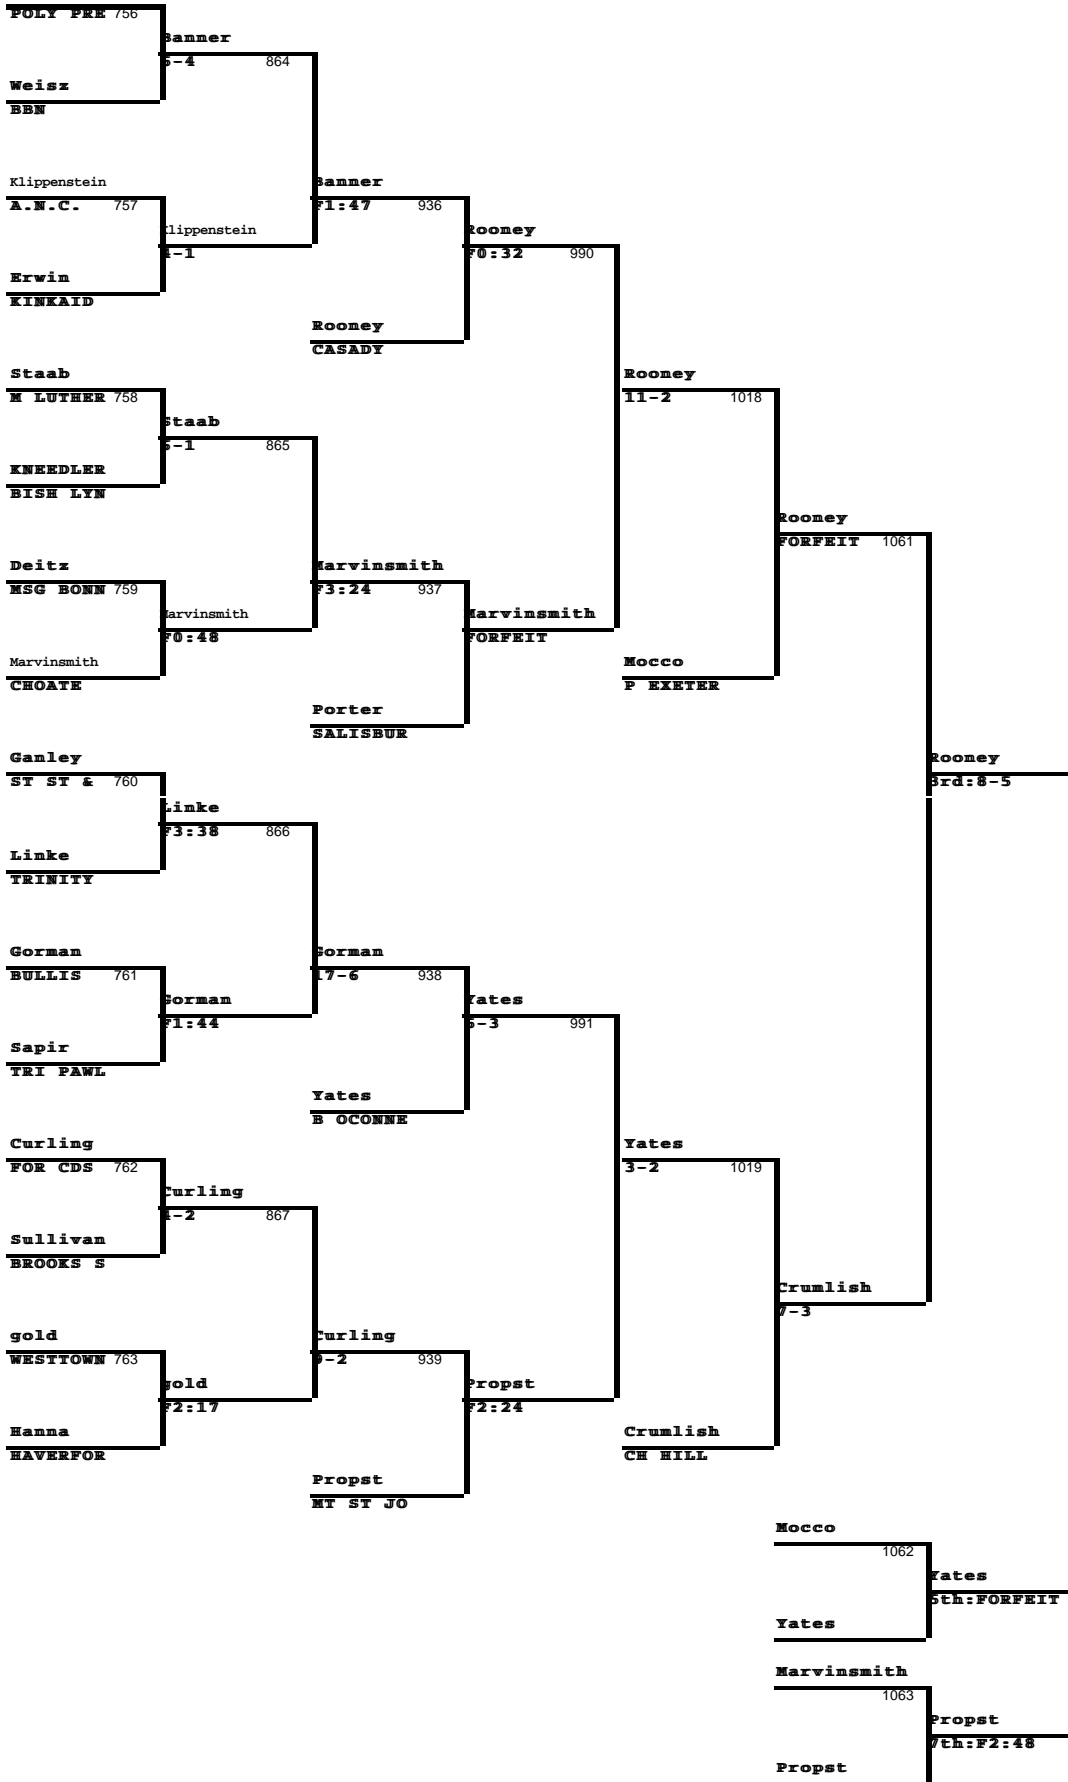 POLY PRE 756
Banner
5-4 864
Weisz
BBN
Klippenstein
A.N.C. 757
Banner
F1:47 936
Klippenstein
4-1
Rooney
F0:32 990
Erwin
KINKAID
Rooney
CASADY
Staab
M LUTHER 758
Rooney
11-2 1018
Staab
6-1 865
KNEEDLER
BISH LYN
Rooney
FORFEIT 1061
Deitz
MSG BONN 759
Marvinsmith
F3:24 937
Marvinsmith
F0:48
Marvinsmith
FORFEIT
Marvinsmith
CHOATE
Mocco
P EXETER
Porter
SALISBUR
Ganley
ST ST & 760
Rooney
3rd:8-5
Linke
F3:38 866
Linke
TRINITY
Gorman
BULLIS 761
Gorman
17-6 938
Gorman
F1:44
Yates
991
Sapir
TRI PAWL
Yates
B OCONNE
Curling
FOR CDS 762
Yates
3-2 1019
Curling
4-2 867
Sullivan
BROOKS S
Crumlish
7-3
gold
WESTTOWN 763
Curling
9-2 939
gold
F2:17
Propst
F2:24
Hanna
HAVERFOR
Crumlish
CH HILL
Propst
MT ST JO
Mocco
1062
Yates
5th:FORFEIT
Yates
Marvinsmith
1063
Propst
7th:F2:48
Propst